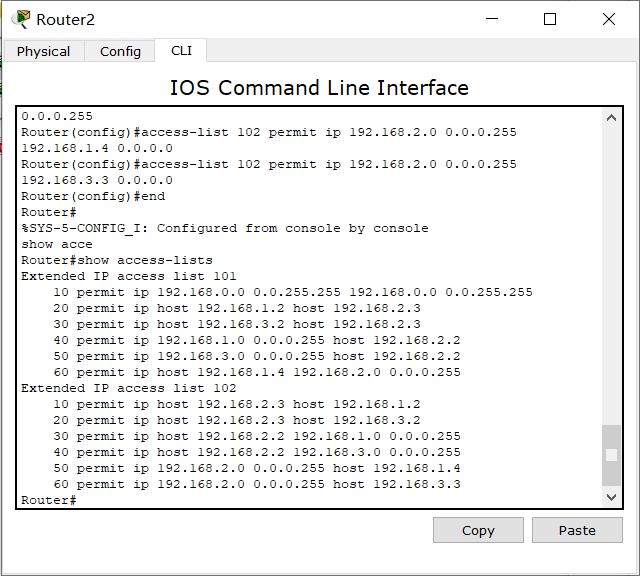 Router2
Physical Config CLI
IOS Command Line Interface
0.0.0.255
Router(config)#access-list 102 permit ip 192.168.2.0 0.0.0.255
192.168.1.4 0.0.0.0
Router(config)#access-list 102 permit ip 192.168.2.0 0.0.0.255
192.168.3.3 0.0.0.0
Router(config)#end
Router#
%SYS-5-CONFIG_I: Configured from console by console
show acce
Router#show access-lists
Extended IP access list 101
    10 permit ip 192.168.0.0 0.0.255.255 192.168.0.0 0.0.255.255
    20 permit ip host 192.168.1.2 host 192.168.2.3
    30 permit ip host 192.168.3.2 host 192.168.2.3
    40 permit ip 192.168.1.0 0.0.0.255 host 192.168.2.2
    50 permit ip 192.168.3.0 0.0.0.255 host 192.168.2.2
    60 permit ip host 192.168.1.4 192.168.2.0 0.0.0.255
Extended IP access list 102
    10 permit ip host 192.168.2.3 host 192.168.1.2
    20 permit ip host 192.168.2.3 host 192.168.3.2
    30 permit ip host 192.168.2.2 192.168.1.0 0.0.0.255
    40 permit ip host 192.168.2.2 192.168.3.0 0.0.0.255
    50 permit ip 192.168.2.0 0.0.0.255 host 192.168.1.4
    60 permit ip 192.168.2.0 0.0.0.255 host 192.168.3.3
Router#
Copy Paste